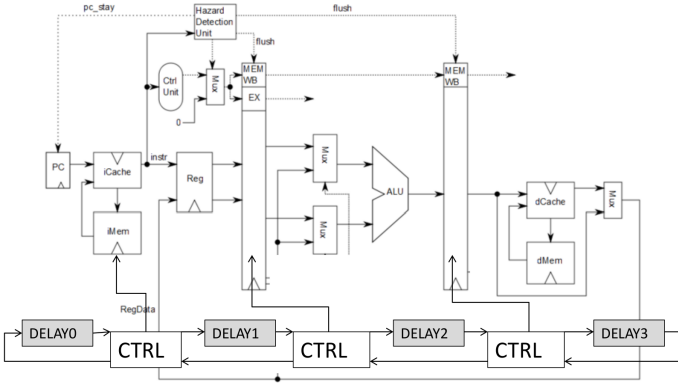 pc_stay
Hazard
Detection
Unit
flush
flush
Ctrl
Unit
Mux
MEM
WB
EX
MEM
WB
0
PC
iCache
instr
Reg
Mux
Mux
ALU
dCache
Mux
iMem
dMem
RegData
DELAY0
CTRL
DELAY1
CTRL
DELAY2
CTRL
DELAY3